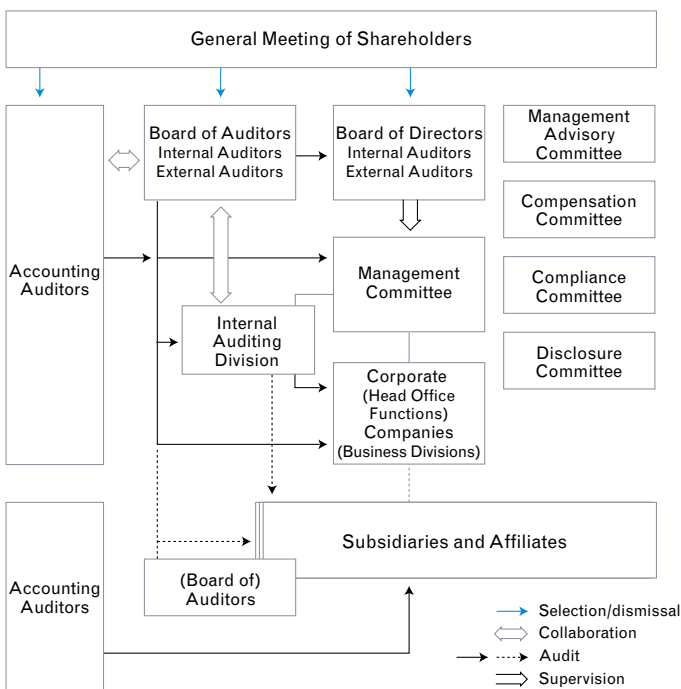 General Meeting of Shareholders
Board of Auditors
Internal Auditors
External Auditors
Board of Directors
Internal Auditors
External Auditors
Management
Advisory
Committee
Compensation
Committee
Accounting
Auditors
Management
Committee
Compliance
Committee
Internal
Auditing
Division
Disclosure
Committee
Corporate
(Head Office
Functions)
Companies
(Business Divisions)
Subsidiaries and Affiliates
Accounting
Auditors
(Board of)
Auditors
Selection/dismissal
Collaboration
Audit
Supervision